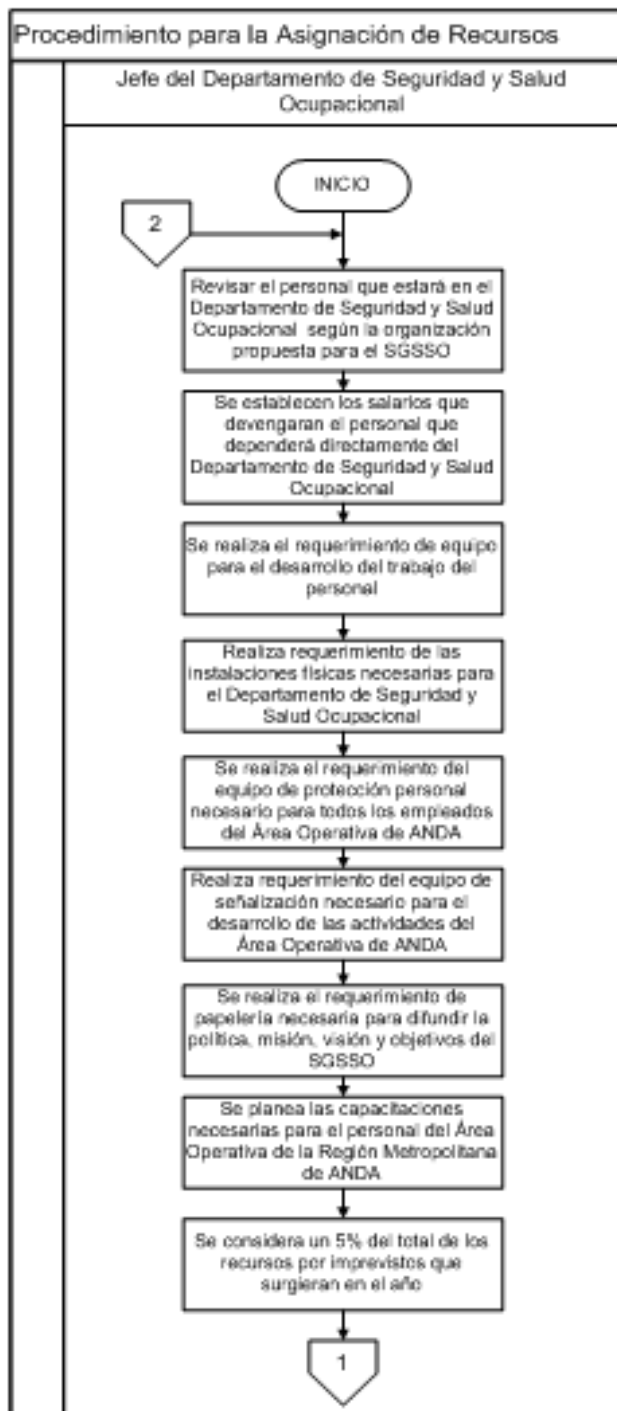 Procedimiento para la Asignación de Recursos
Jefe del Departamento de Seguridad y Salud
Ocupacional
INICIO
2
Revisar el personal que estará en el
Departamento de Seguridad y Salud
Ocupacional según la organización
propuesta para el SGSSO
Se establecen los salarios que
devengaran el personal que
dependerá directamente del
Departamento de Seguridad y Salud
Ocupacional
Se realiza el requerimiento de equipo
para el desarrollo del trabajo del
personal
Realiza requerimiento de las
instalaciones físicas necesarias para
el Departamento de Seguridad y
Salud Ocupacional
Se realiza el requerimiento del
equipo de protección personal
necesario para todos los empleados
del Área Operativa de ANDA
Realiza requerimiento del equipo de
señalización necesario para el
desarrollo de las actividades del
Área Operativa de ANDA
Se realiza el requerimiento de
papelería necesaria para difundir la
política, misión, visión y objetivos del
SGSSO
Se planea las capacitaciones
necesarias para el personal del Área
Operativa de la Región Metropolitana
de ANDA
Se considera un 5% del total de los
recursos por imprevistos que
surgieran en el año
1